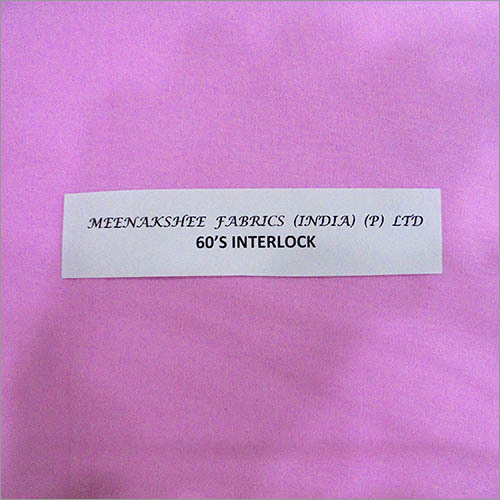 MEENAKSHEE FABRICS (INDIA) (P) LTD
60'S INTERLOCK